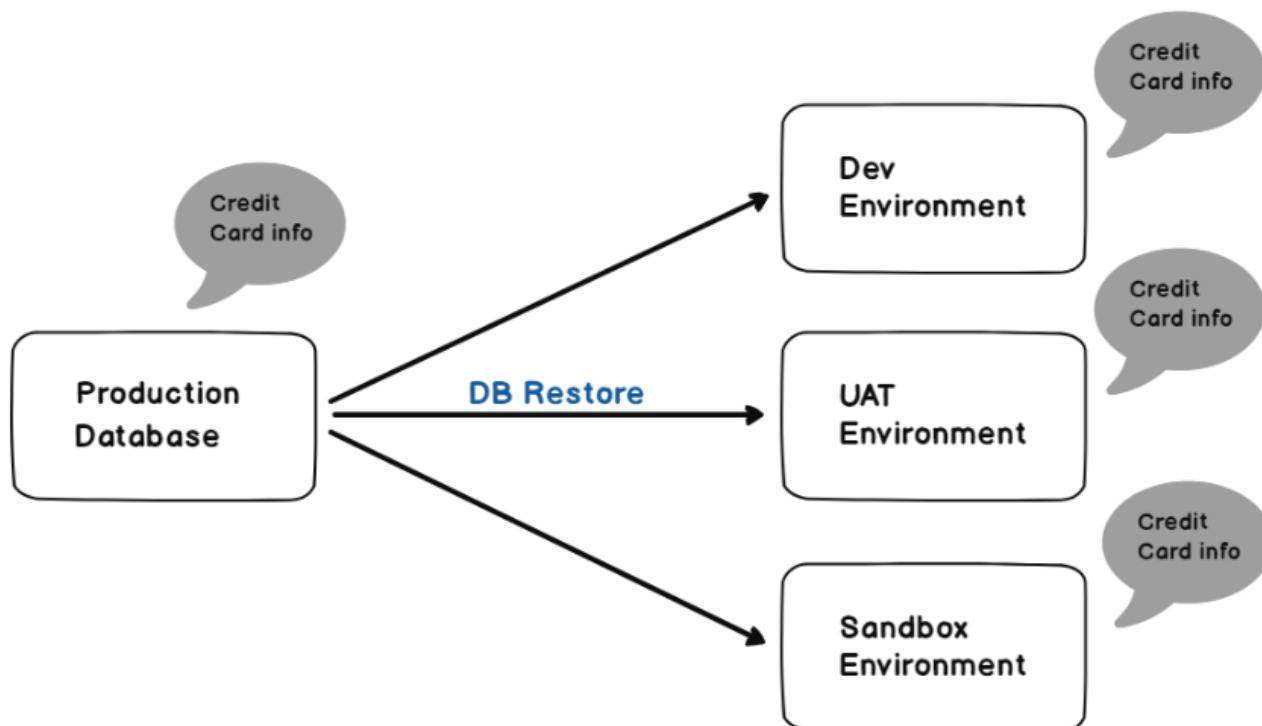 Credit
Card info
Dev
Environment
Credit
Card info
Credit
Card info
Production
Database
DB Restore
UAT
Environment
Credit
Card info
Sandbox
Environment